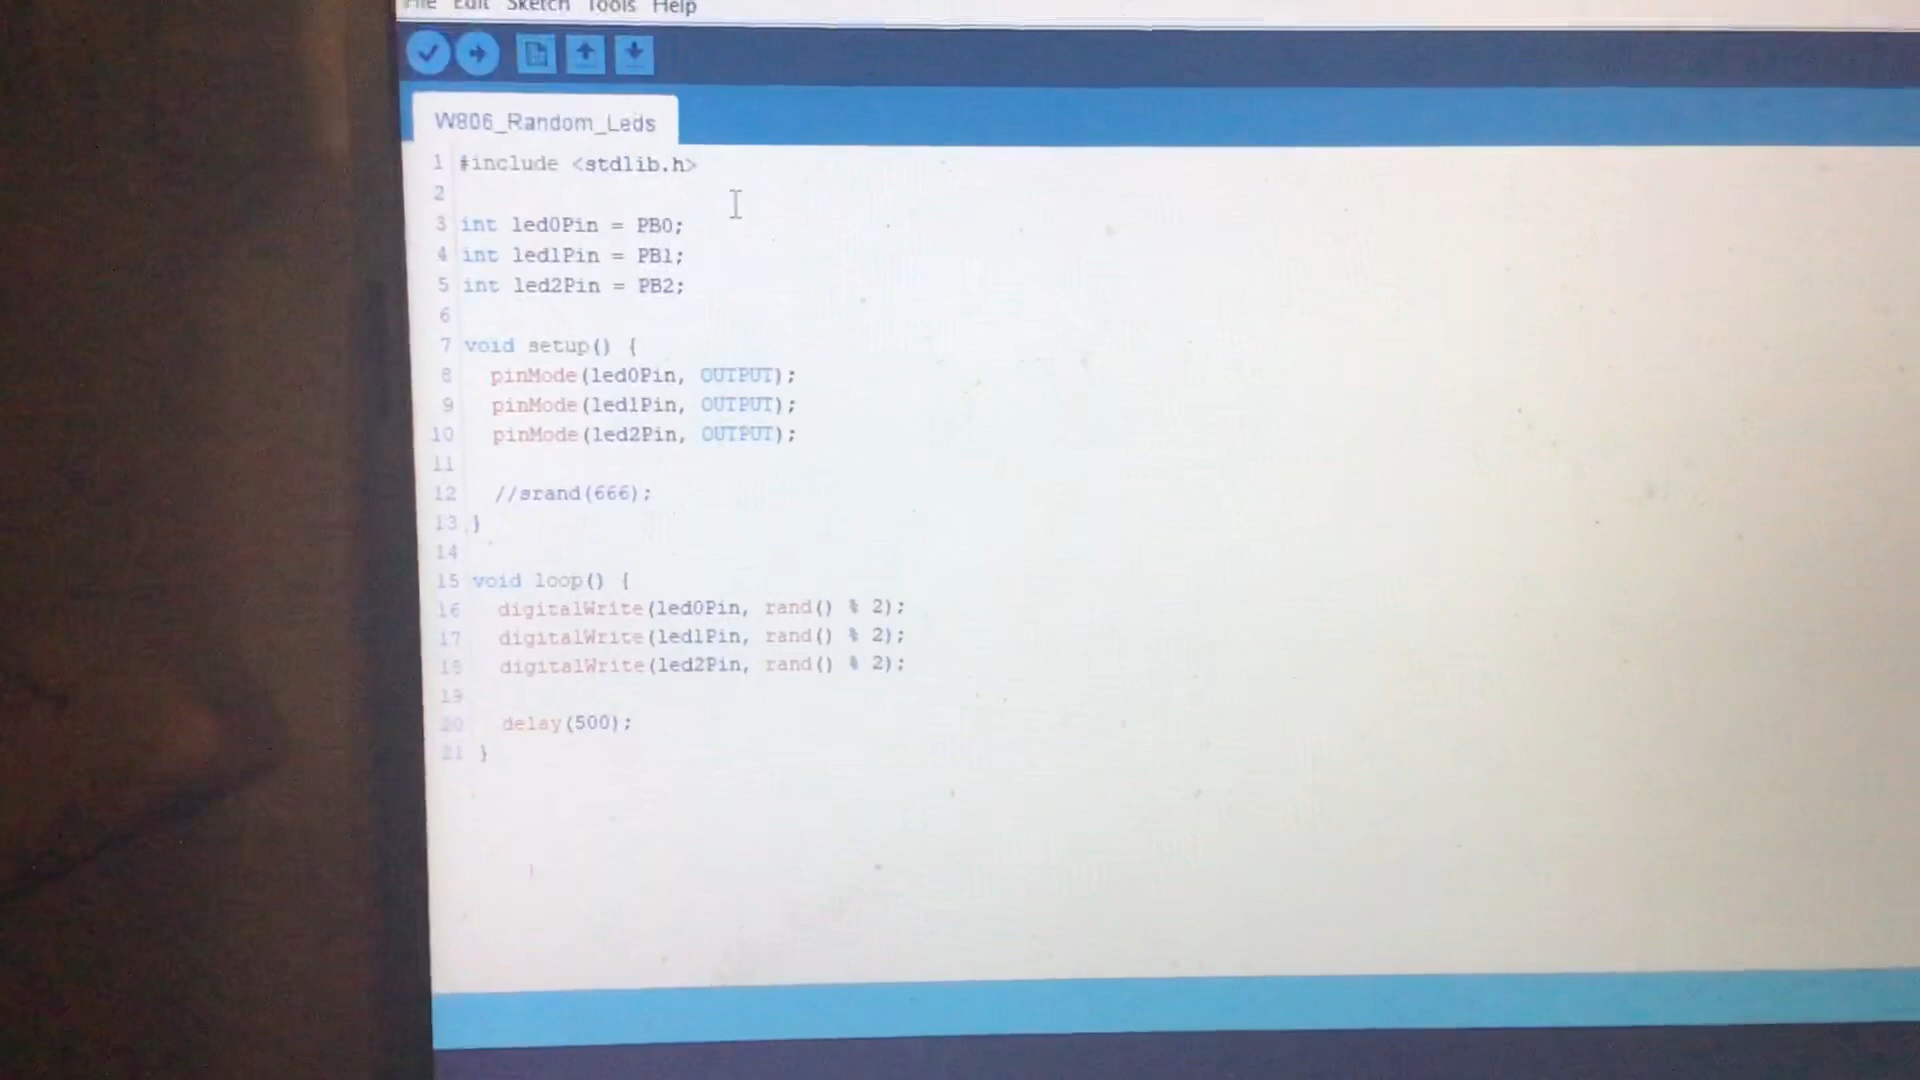 File Edit Sketch Tools Help
W806_Random_Leds
1 #include <stdlib.h>
2
3 int led0Pin = PB0;
4 int led1Pin = PB1;
5 int led2Pin = PB2;
6
7 void setup() {
8 pinMode(led0Pin, OUTPUT);
9 pinMode(led1Pin, OUTPUT);
10 pinMode(led2Pin, OUTPUT);
11
12 //srand(666);
13 }
14
15 void loop() {
16 digitalWrite(led0Pin, rand() % 2);
17 digitalWrite(led1Pin, rand() % 2);
18 digitalWrite(led2Pin, rand() % 2);
19
20 delay(500);
21 }